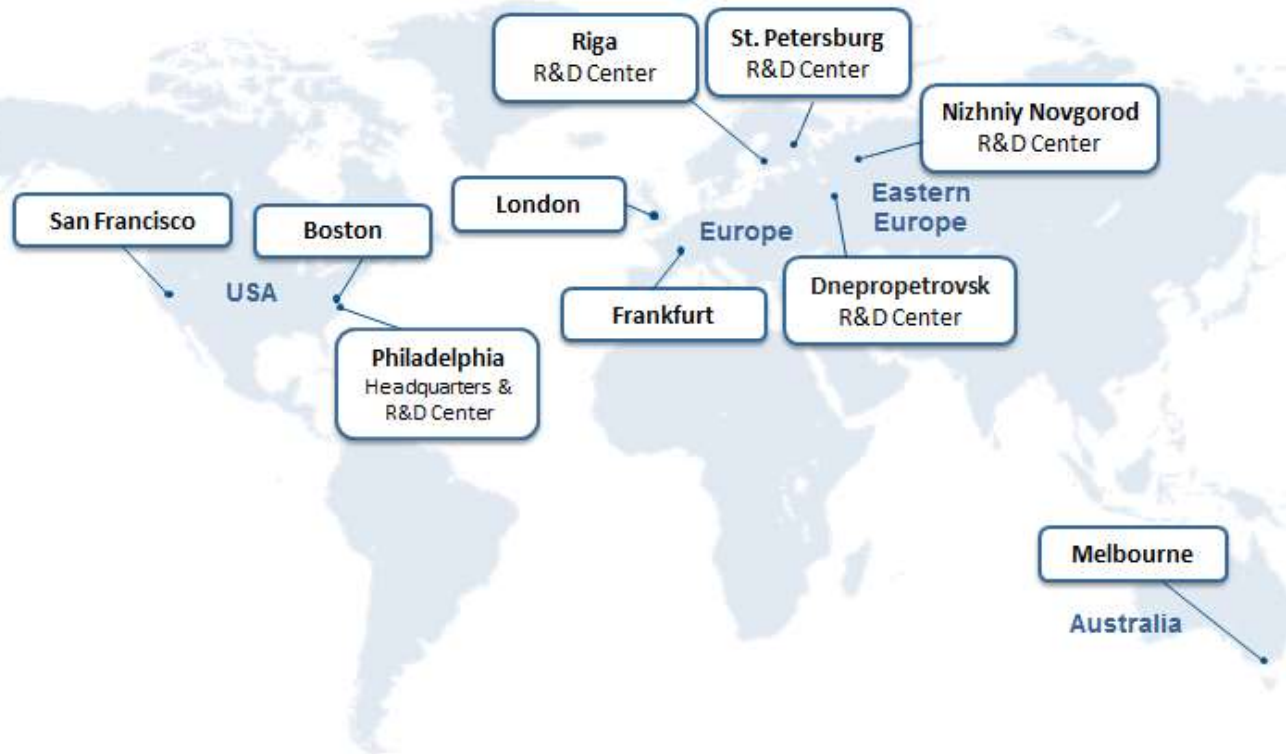 Riga
R&D Center
St. Petersburg
R&D Center
Nizhniy Novgorod
R&D Center
San Francisco
Boston
London
Europe
Eastern
Europe
USA
Frankfurt
Dnepropetrovsk
R&D Center
Philadelphia
Headquarters &
R&D Center
Melbourne
Australia